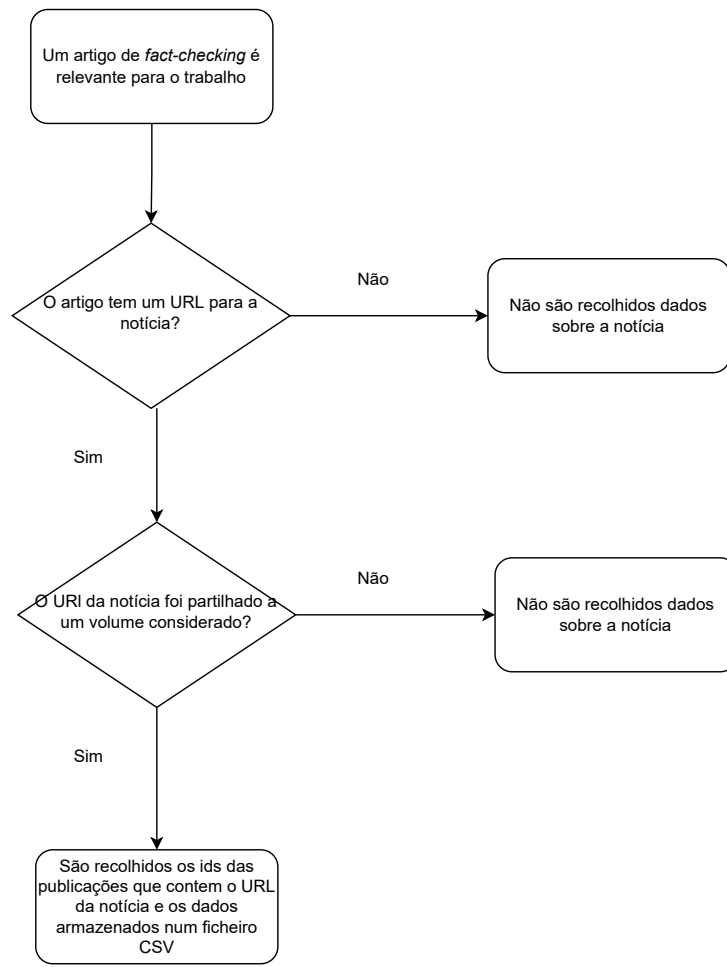 Um artigo de fact-checking é
relevante para o trabalho
O artigo tem um URL para a
notícia?
Não
Não são recolhidos dados
sobre a notícia
Sim
O URl da notícia foi partilhado a
um volume considerado?
Não
Não são recolhidos dados
sobre a notícia
Sim
São recolhidos os ids das
publicações que contem o URL
da notícia e os dados
armazenados num ficheiro
CSV